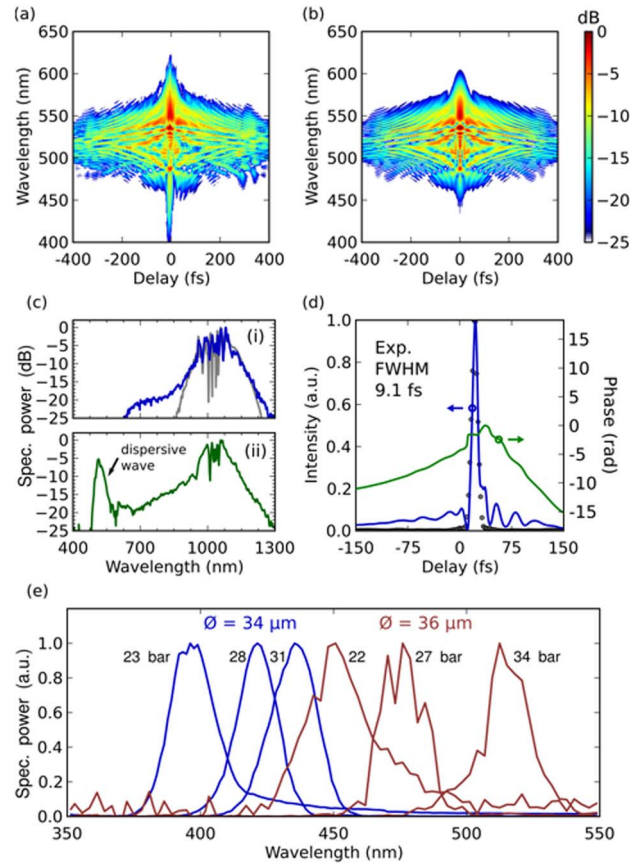 (a)
(b)
dB
650
600
550
500
450
400
Wavelength (nm)
-400
-200
0
200
400
Delay (fs)
650
600
550
500
450
400
Wavelength (nm)
-400
-200
0
200
400
Delay (fs)
0
−5
−10
−15
−20
−25
(c)
0
−5
−10
−15
−20
−25
(i)
0
−5
−10
−15
−20
−25
(ii)
dispersive
wave
Spec. power (dB)
400
700
1000
1300
Wavelength (nm)
(d)
1.0
0.8
0.6
0.4
0.2
0.0
Intensity (a.u.)
Exp.
FWHM
9.1 fs
15
10
5
0
−5
−10
−15
Phase (rad)
-150
-75
0
75
150
Delay (fs)
(e)
Ø = 34 µm
Ø = 36 µm
23 bar
28
31
22
27 bar
34 bar
1.0
0.8
0.6
0.4
0.2
0.0
Spec. power (a.u.)
350
400
450
500
550
Wavelength (nm)